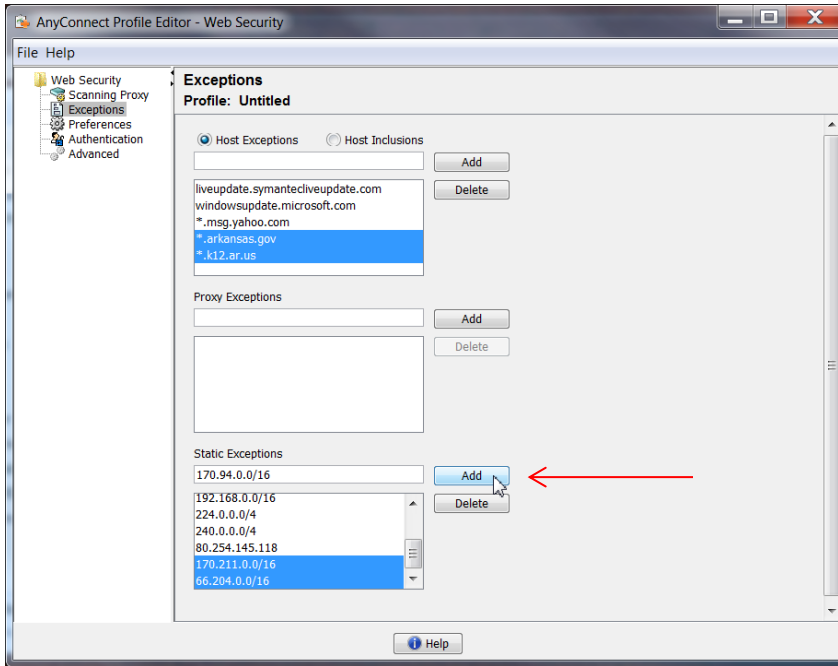 AnyConnect Profile Editor - Web Security
File Help
Web Security
Scanning Proxy
Exceptions
Preferences
Authentication
Advanced
Exceptions
Profile: Untitled
Host Exceptions Host Inclusions
Add
liveupdate.symantecliveupdate.com
windowsupdate.microsoft.com
*.msg.yahoo.com
*.arkansas.gov
*.k12.ar.us
Delete
Proxy Exceptions
Add
Delete
Static Exceptions
170.94.0.0/16 Add
192.168.0.0/16
224.0.0.0/4
240.0.0.0/4
80.254.145.118
170.211.0.0/16
66.204.0.0/16
Delete
Help